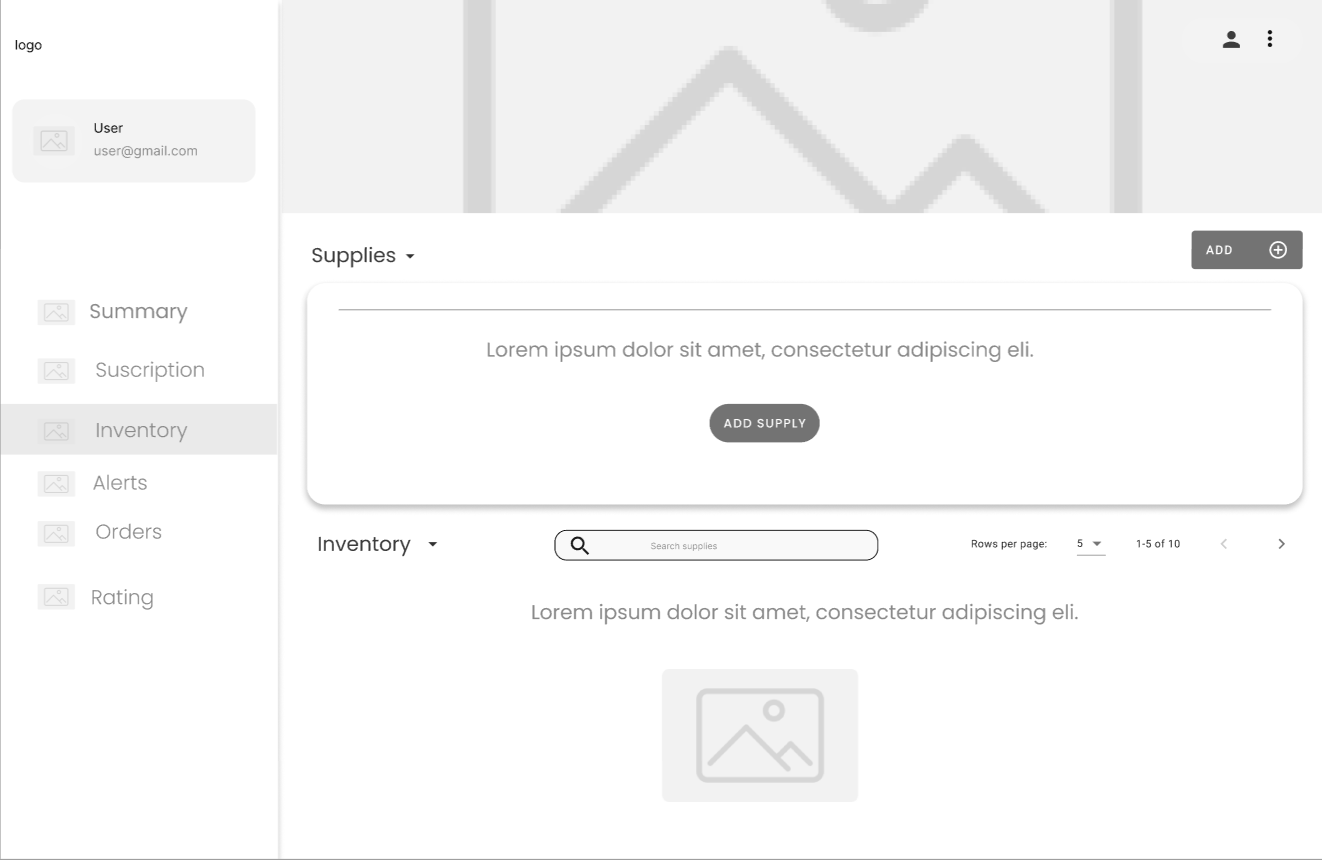 logo
User
user@gmail.com
Summary
Suscription
Inventory
Alerts
Orders
Rating
Supplies
ADD
Lorem ipsum dolor sit amet, consectetur adipiscing eli.
ADD SUPPLY
Inventory
Search supplies
Rows per page: 5 1-5 of 10
Lorem ipsum dolor sit amet, consectetur adipiscing eli.